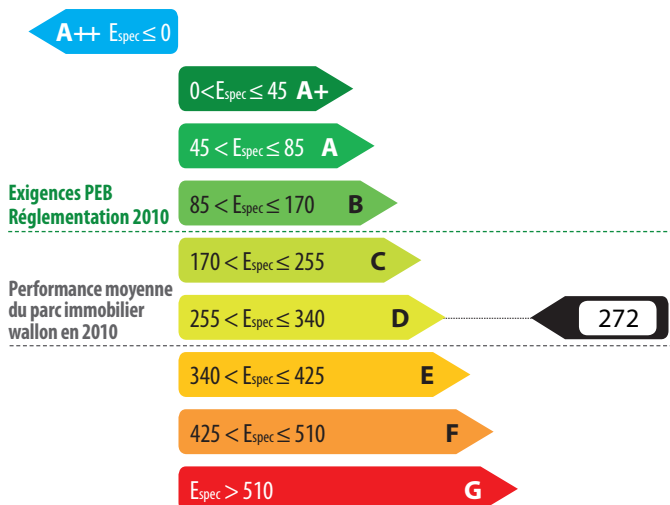 A++ Espec ≤ 0
0 < Espec ≤ 45 A+
45 < Espec ≤ 85 A
Exigences PEB
Réglementation 2010
85 < Espec ≤ 170 B
170 < Espec ≤ 255 C
Performance moyenne
du parc immobilier
wallon en 2010
255 < Espec ≤ 340 D
272
340 < Espec ≤ 425 E
425 < Espec ≤ 510 F
Espec > 510 G